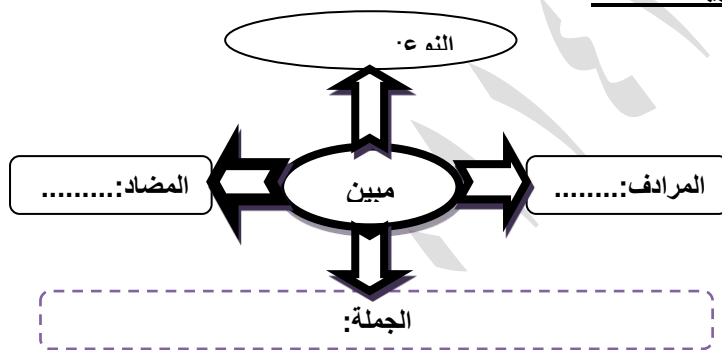 النوع:
المرادف:........
مبين
المضاد:.........
الجملة: